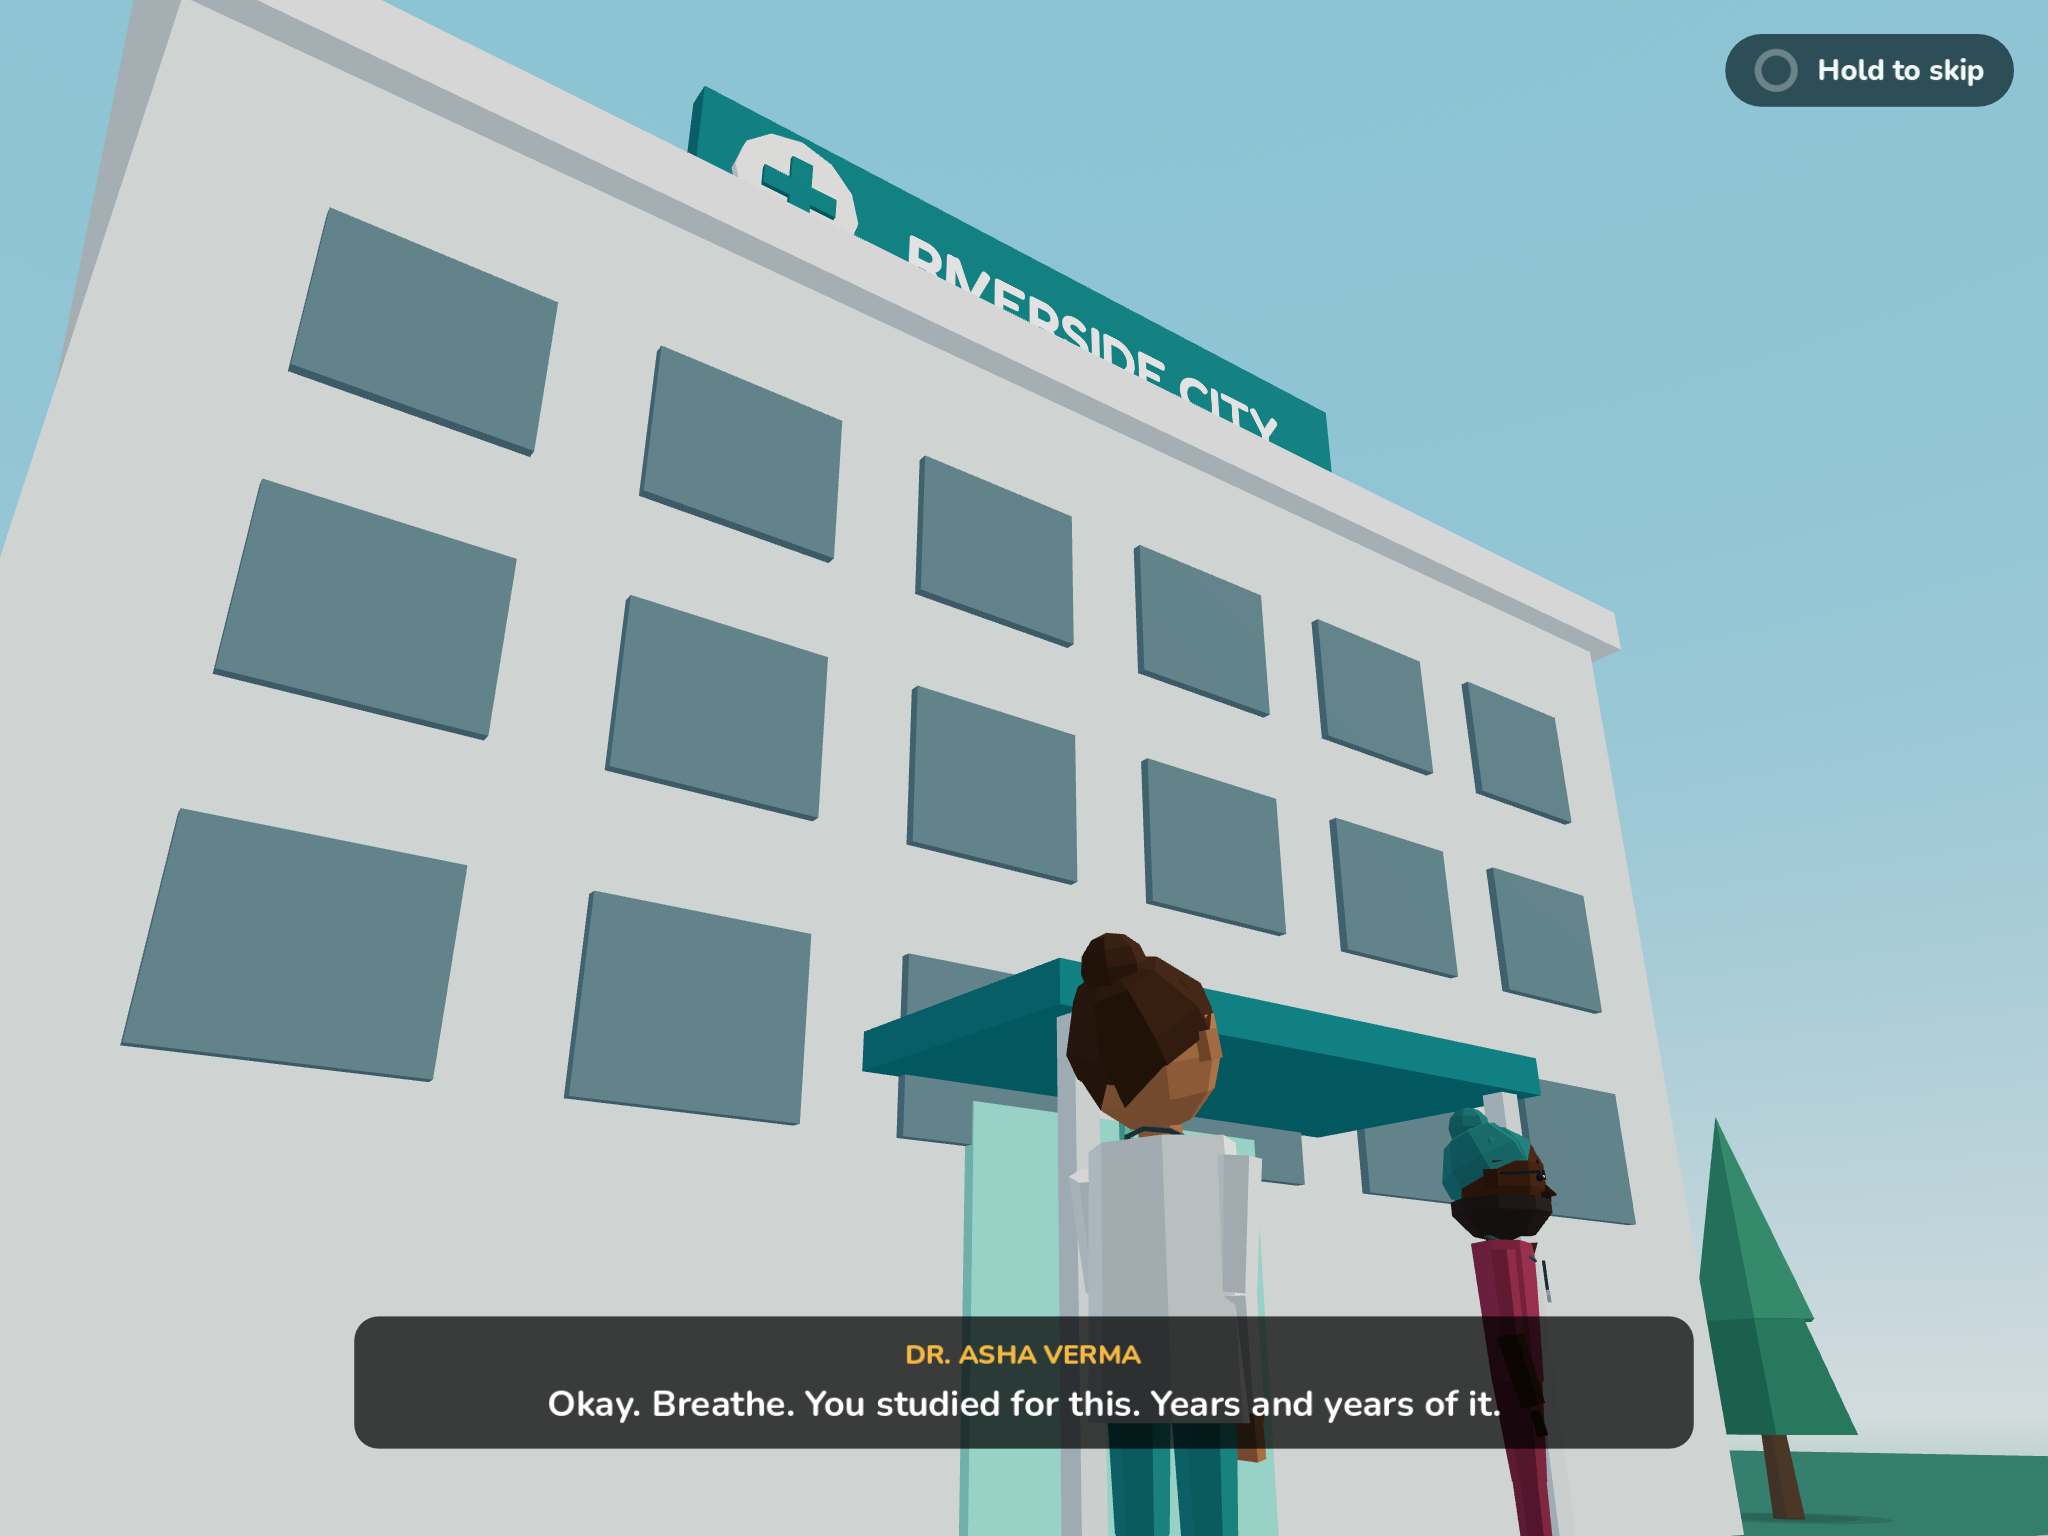 Hold to skip
RIVERSIDE CITY
DR. ASHA VERMA
Okay. Breathe. You studied for this. Years and years of it.